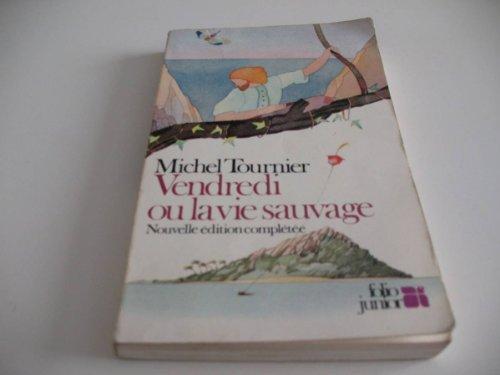 Michel Tournier
Vendredi
ou la vie sauvage
Nouvelle édition complétée
folio
junior